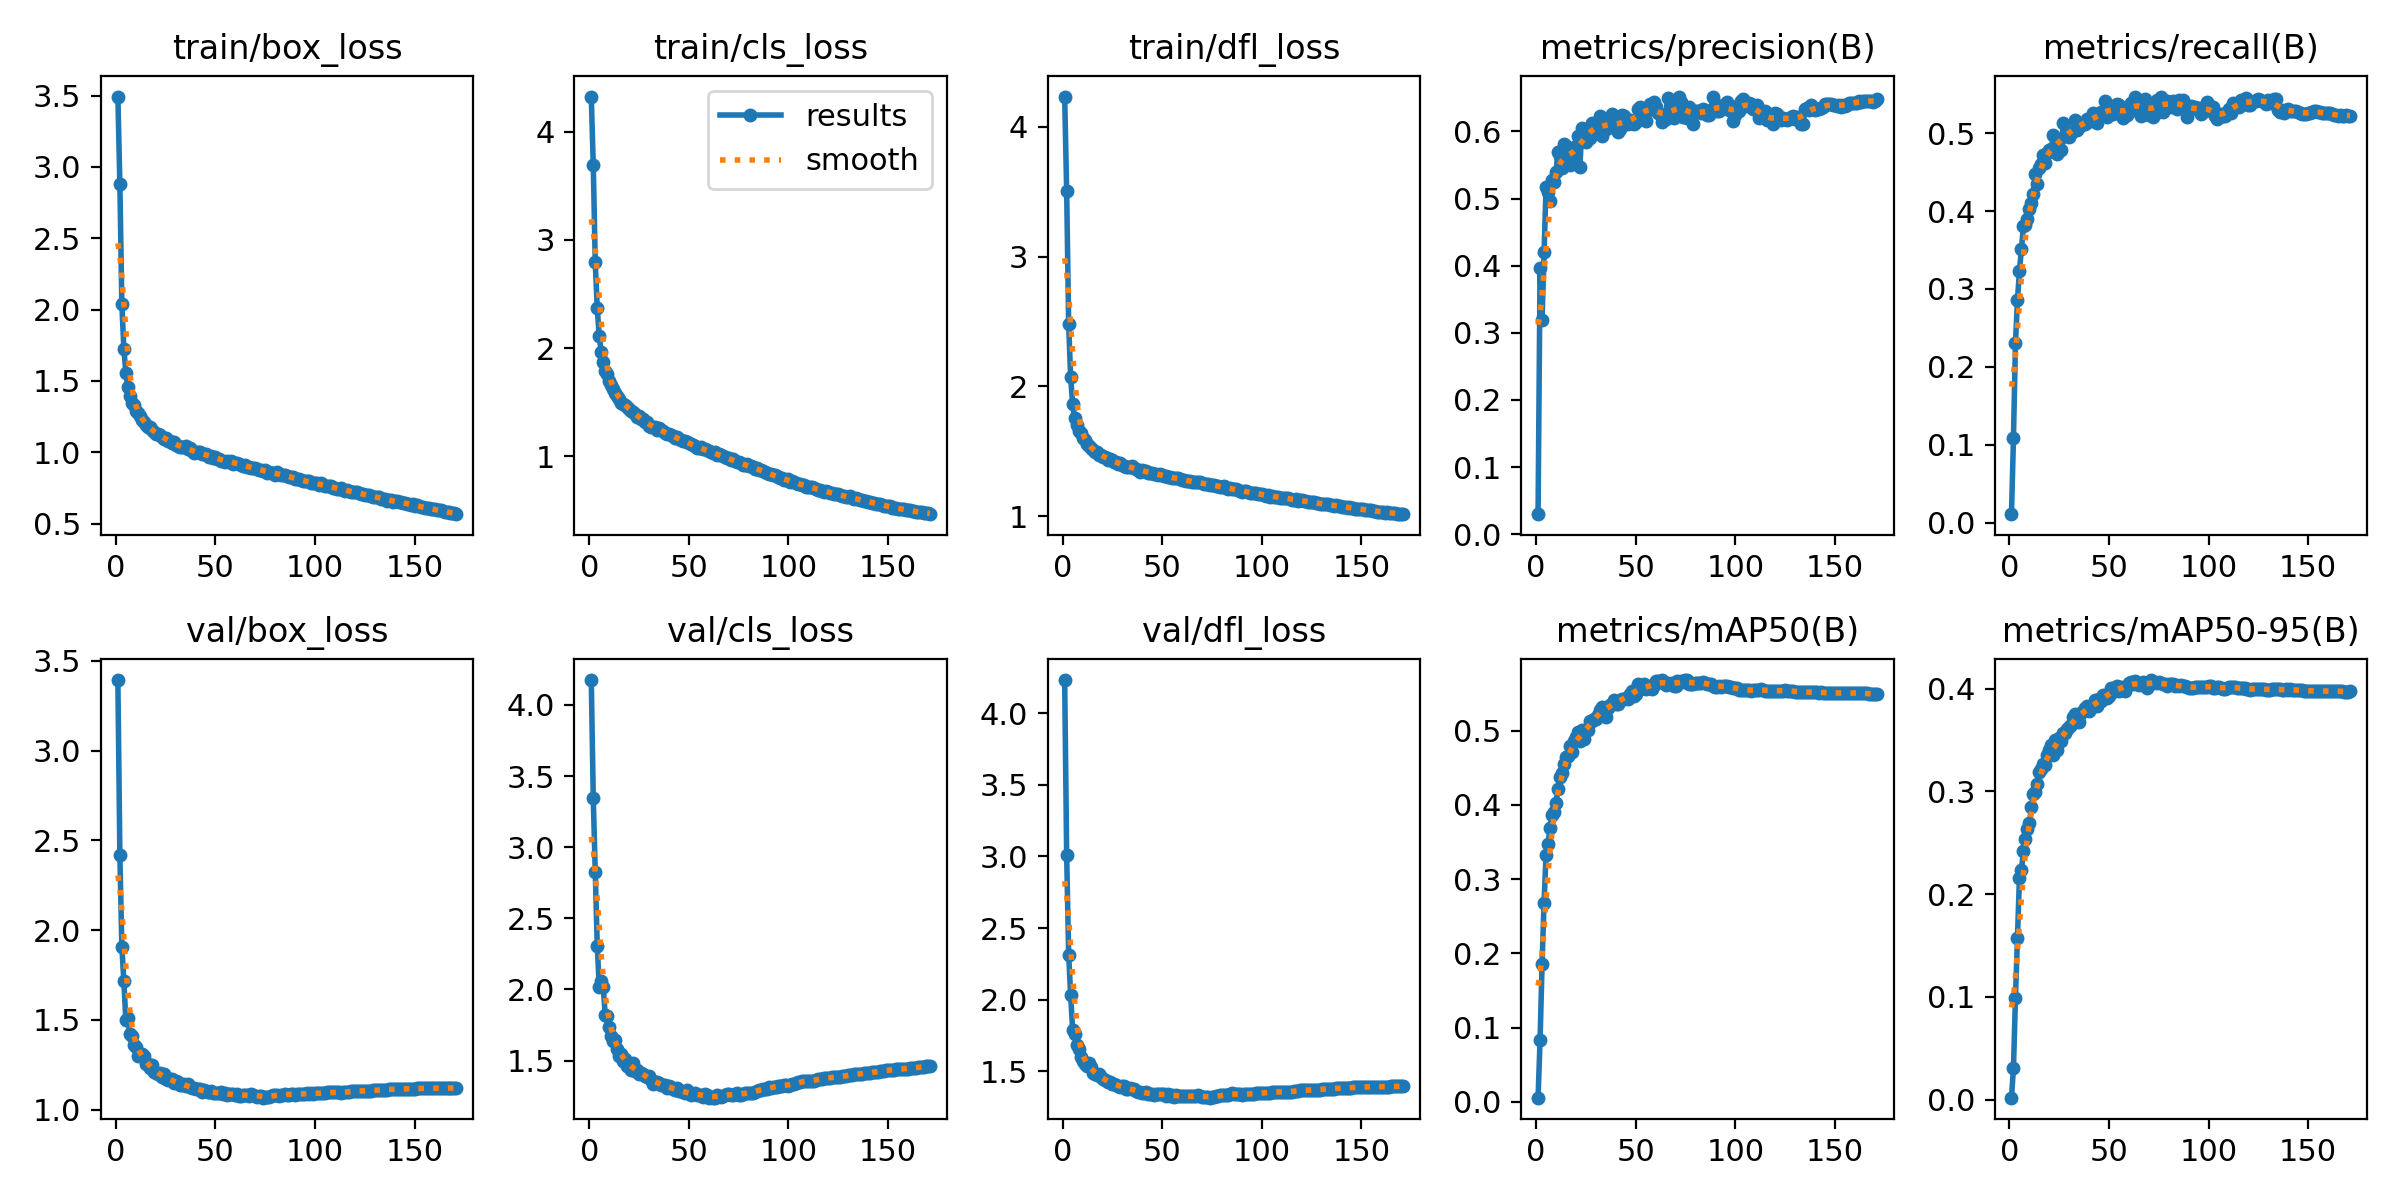 train/box_loss
3.5
3.0
2.5
2.0
1.5
1.0
0.5
0 50 100 150
train/cls_loss
results
smooth
4
3
2
1
0 50 100 150
train/dfl_loss
4
3
2
1
0 50 100 150
metrics/precision(B)
0.6
0.5
0.4
0.3
0.2
0.1
0.0
0 50 100 150
metrics/recall(B)
0.5
0.4
0.3
0.2
0.1
0.0
0 50 100 150
val/box_loss
3.5
3.0
2.5
2.0
1.5
1.0
0 50 100 150
val/cls_loss
4.0
3.5
3.0
2.5
2.0
1.5
0 50 100 150
val/dfl_loss
4.0
3.5
3.0
2.5
2.0
1.5
0 50 100 150
metrics/mAP50(B)
0.5
0.4
0.3
0.2
0.1
0.0
0 50 100 150
metrics/mAP50-95(B)
0.4
0.3
0.2
0.1
0.0
0 50 100 150